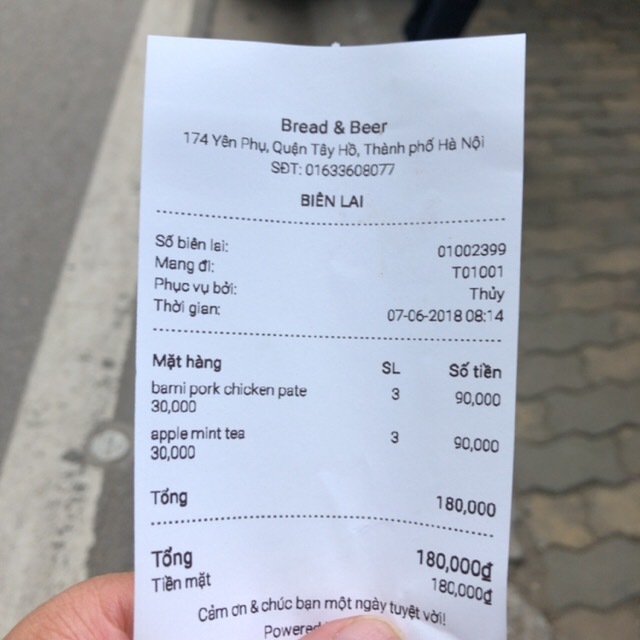 Bread & Beer
174 Yên Phụ, Quận Tây Hồ, Thành phố Hà Nội
SĐT: 01633608077
BIÊN LAI
Số biên lai: 01002399
Mang đi: T01001
Phục vụ bởi: Thủy
Thời gian: 07-06-2018 08:14
Mặt hàng SL Số tiền
bami pork chicken pate 3 90,000
30,000
apple mint tea 3 90,000
30,000
Tổng 180,000
Tổng 180,000₫
Tiền mặt 180,000₫
Cảm ơn & chúc bạn một ngày tuyệt vời!
Powered